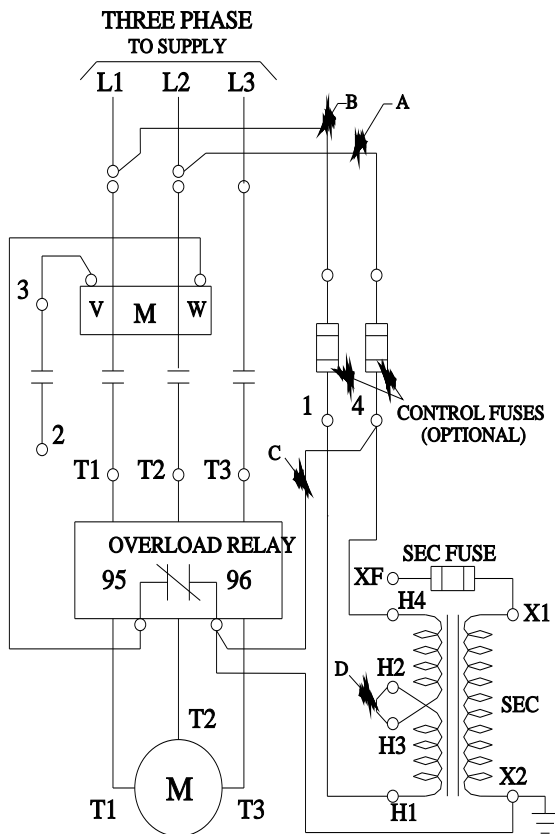 THREE PHASE
TO SUPPLY
L1 L2 L3
B A
3 V M W
1 4
2
CONTROL FUSES
(OPTIONAL)
C
T1 T2 T3
OVERLOAD RELAY
95 96
SEC FUSE
XF
H4 X1
D H2
SEC
T2 H3
M X2
T1 T3 H1